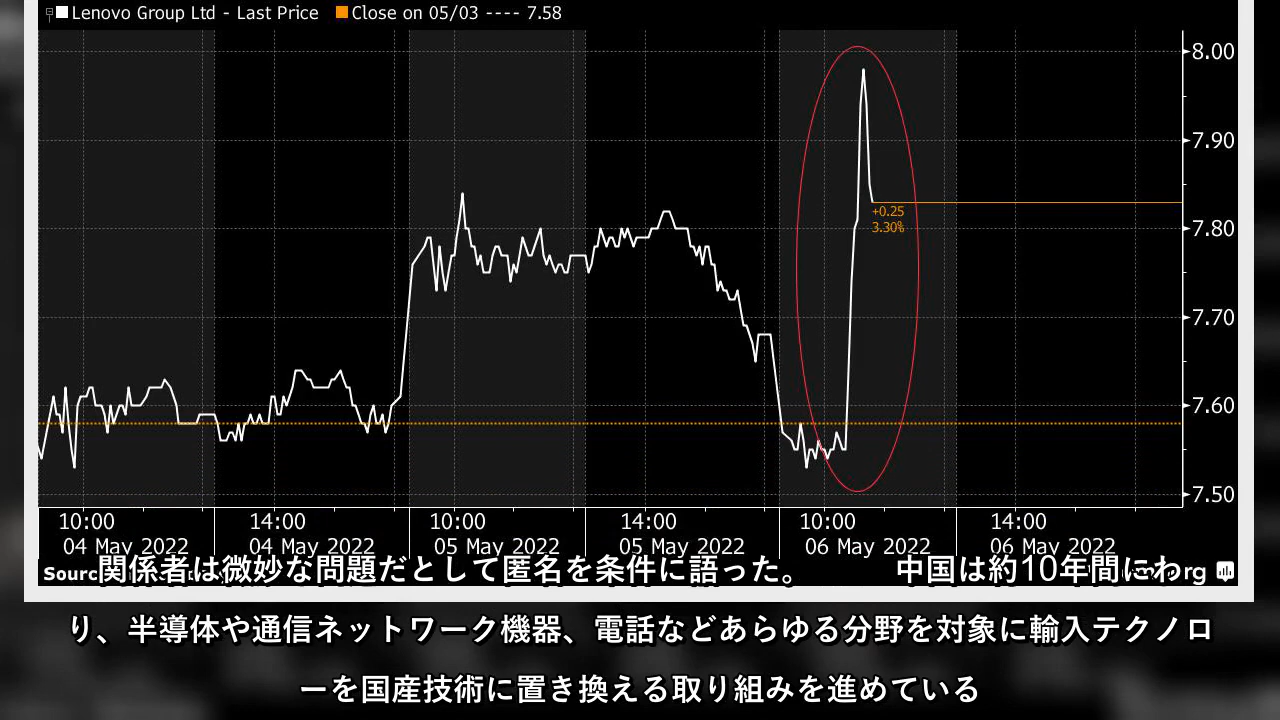 Lenovo Group Ltd - Last Price Close on 05/03 ---- 7.58
8.00
7.90
+0.25
7.80
3.30%
7.70
7.60
7.50
10:00 14:00 10:00 14:00 10:00 14:00
04 May 2022 04 May 2022 05 May 2022 05 May 2022 06 May 2022 06 May 2022
関係者は微妙な問題だとして匿名を条件に語った。 中国は約10年間にわ
り、半導体や通信ネットワーク機器、電話などあらゆる分野を対象に輸入テクノロ
ーを国産技術に置き換える取り組みを進めている